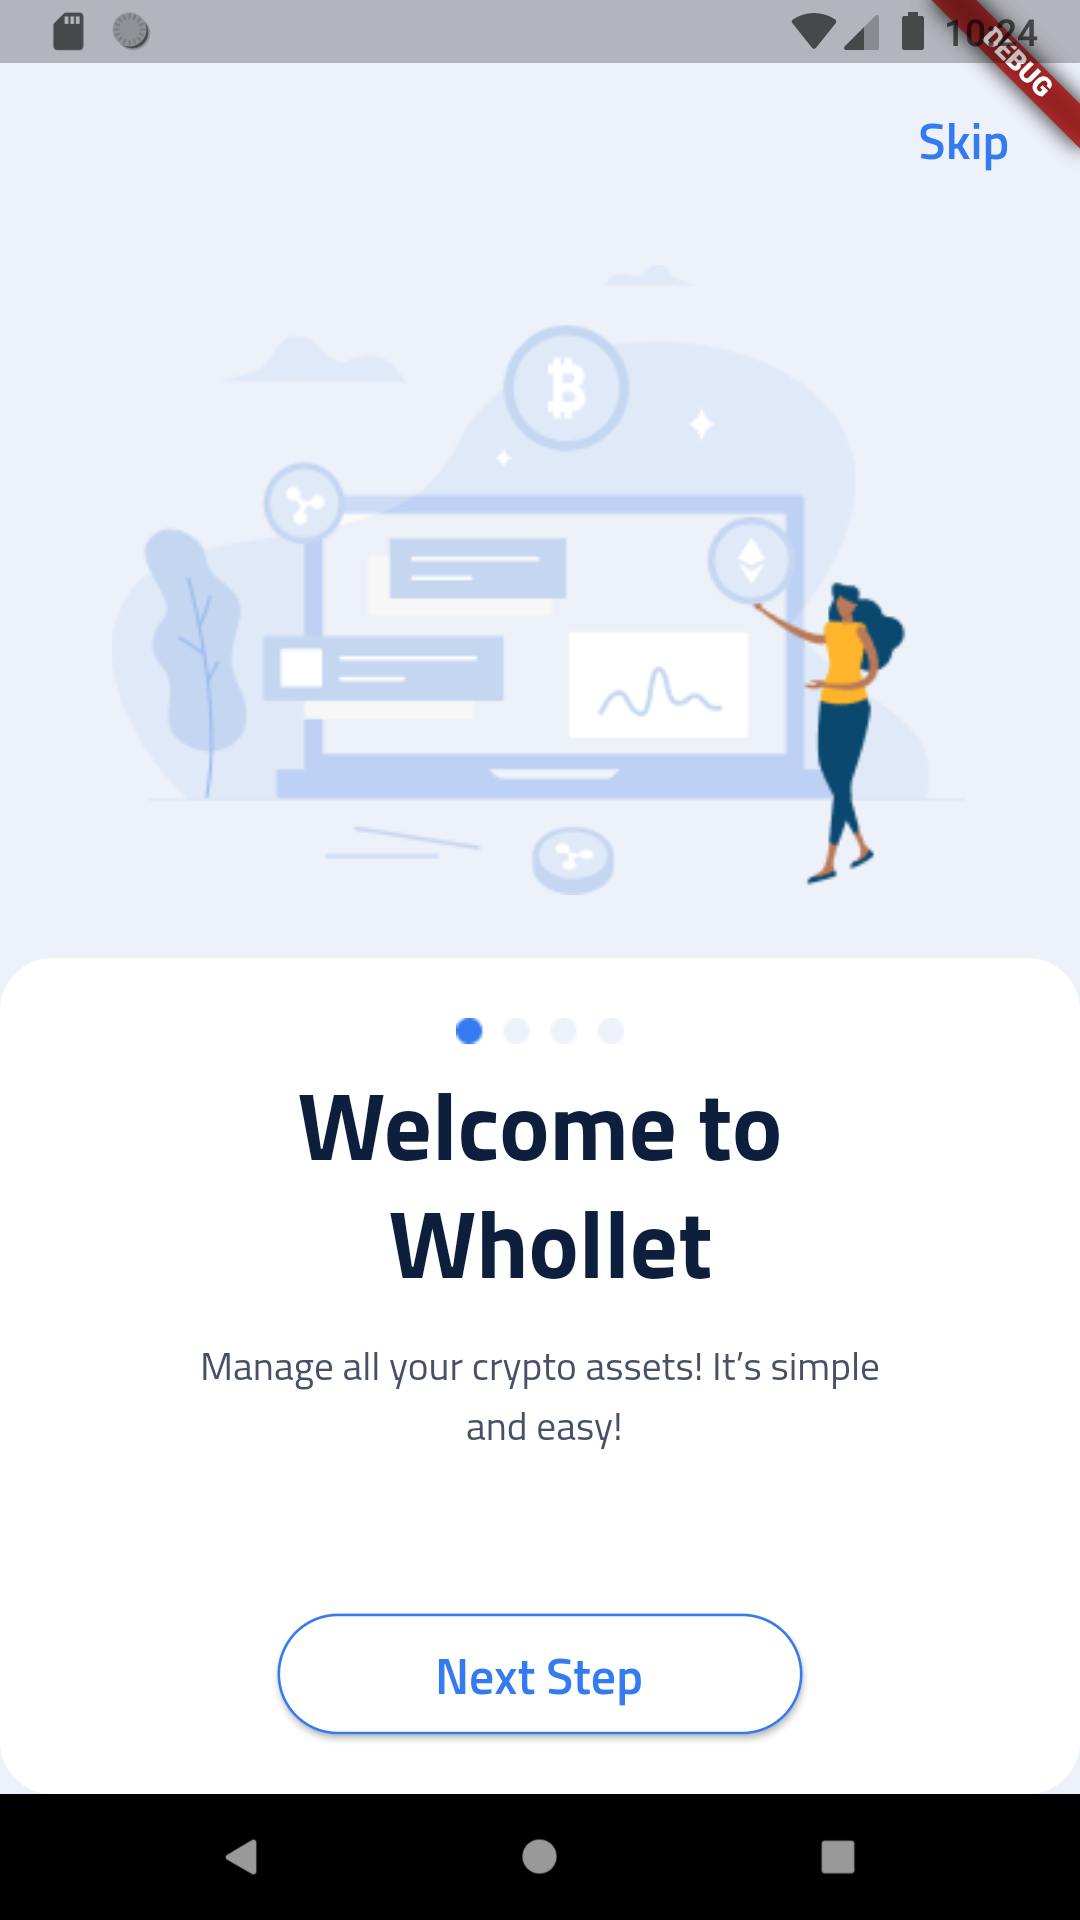 10:24
DEBUG
Skip
Welcome to
Whollet
Manage all your crypto assets! It’s simple
and easy!
Next Step